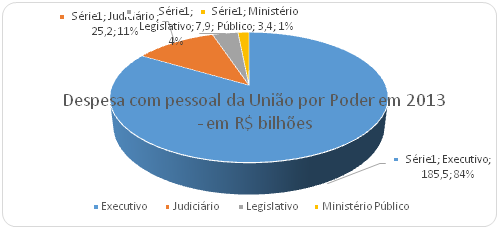 Série1; Judiciário;
25,2; 11%
Série1;
Legislativo; 7,9;
4%
Série1; Ministério
Público; 3,4; 1%
Despesa com pessoal da União por Poder em 2013
- em R$ bilhões
Série1; Executivo;
185,5; 84%
Executivo
Judiciário
Legislativo
Ministério Público